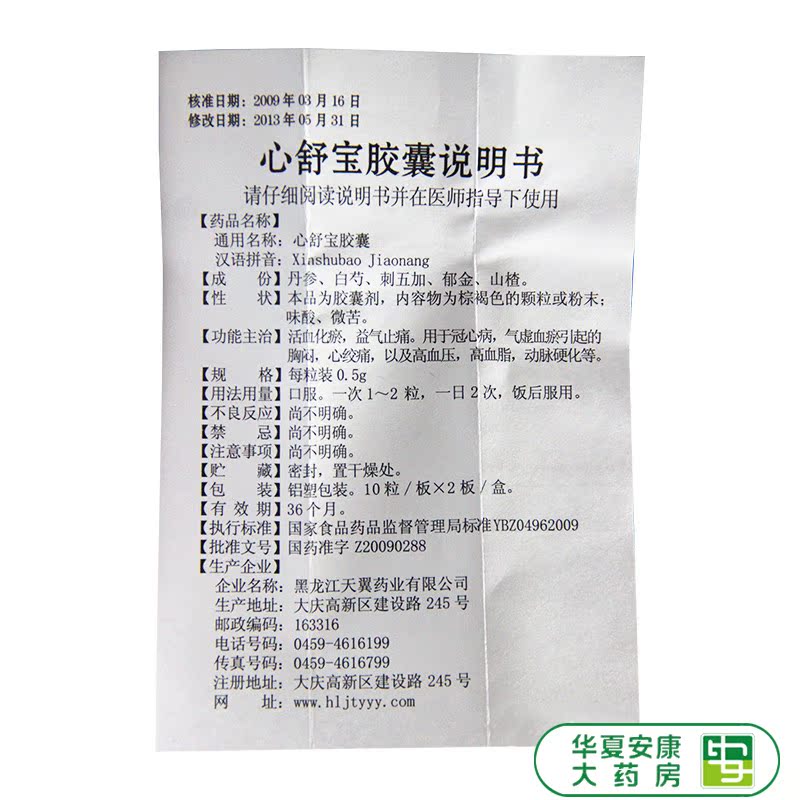 核准日期：2009年03月16日
修改日期：2013年05月31日
心舒宝胶囊说明书
请仔细阅读说明书并在医师指导下使用
【药品名称】
通用名称：心舒宝胶囊
汉语拼音：Xinshubao Jiaonang
【成　　份】丹参、白芍、刺五加、郁金、山楂。
【性　　状】本品为胶囊剂，内容物为棕褐色的颗粒或粉末；
味酸、微苦。
【功能主治】活血化瘀，益气止痛。用于冠心病，气虚血瘀引起的
胸闷，心绞痛，以及高血压，高血脂，动脉硬化等。
【规　　格】每粒装0.5g
【用法用量】口服。一次1～2粒，一日2次，饭后服用。
【不良反应】尚不明确。
【禁　　忌】尚不明确。
【注意事项】尚不明确。
【贮　　藏】密封，置干燥处。
【包　　装】铝塑包装。10粒/板×2板/盒。
【有 效 期】36个月。
【执行标准】国家食品药品监督管理局标准YBZ04962009
【批准文号】国药准字 Z20090288
【生产企业】
企业名称：黑龙江天翼药业有限公司
生产地址：大庆高新区建设路245号
邮政编码：163316
电话号码：0459-4616199
传真号码：0459-4616799
注册地址：大庆高新区建设路245号
网　　址：www.hljtyyy.com
华夏安康
大药房